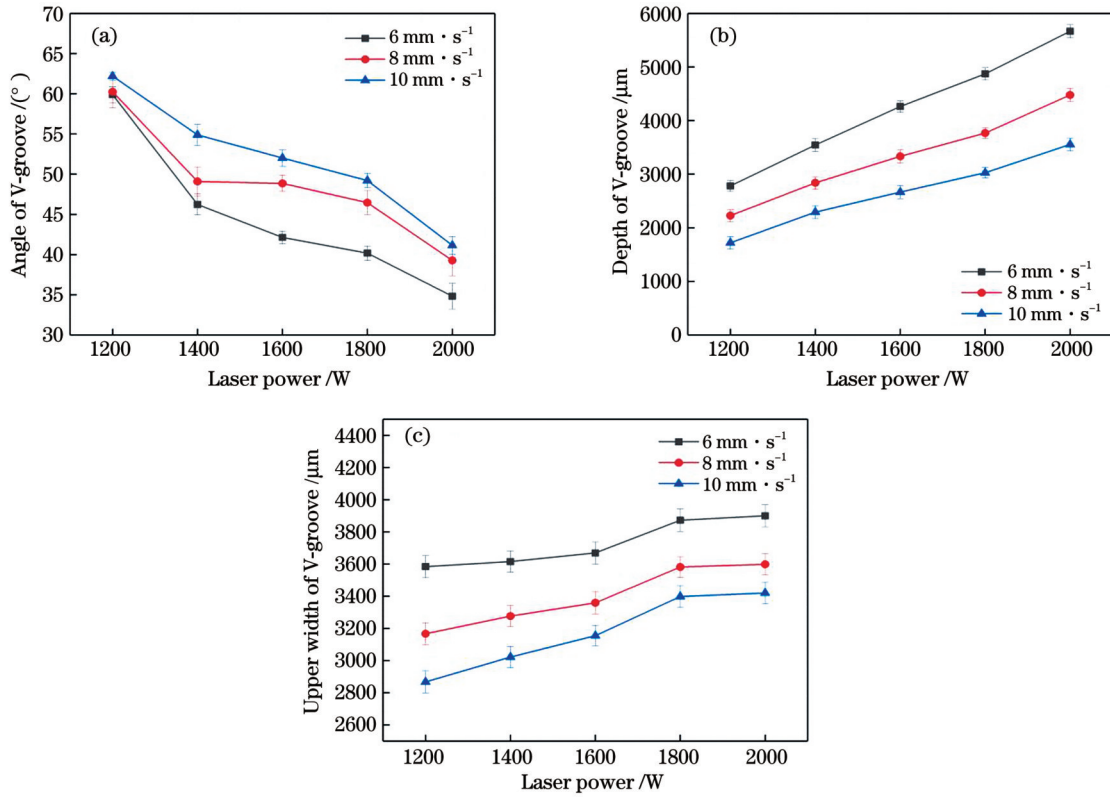 (a)
6 mm · s⁻¹
8 mm · s⁻¹
10 mm · s⁻¹
Angle of V-groove /(°)
70
65
60
55
50
45
40
35
30
1200 1400 1600 1800 2000
Laser power /W
(b)
6 mm · s⁻¹
8 mm · s⁻¹
10 mm · s⁻¹
Depth of V-groove /μm
6000
5000
4000
3000
2000
1000
0
1200 1400 1600 1800 2000
Laser power /W
(c)
6 mm · s⁻¹
8 mm · s⁻¹
10 mm · s⁻¹
Upper width of V-groove /μm
4400
4200
4000
3800
3600
3400
3200
3000
2800
2600
1200 1400 1600 1800 2000
Laser power /W